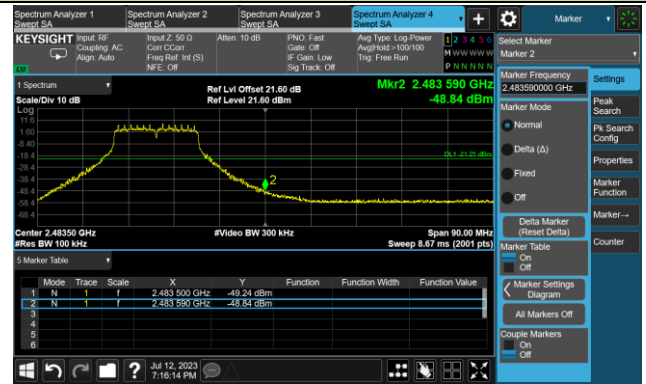 Spectrum Analyzer 1
Swept SA
Spectrum Analyzer 2
Swept SA
Spectrum Analyzer 3
Swept SA
Spectrum Analyzer 4
Swept SA
Marker
KEYSIGHT
Input: RF
Coupling: AC
Align: Auto
Input Z: 50 Ω
Corr CCorr
Freq Ref: Int (S)
NFE: Off
Atten: 10 dB
PNO: Fast
Gate: Off
IF Gain: Low
Sig Track: Off
Avg Type: Log-Power
Avg|Hold:>100/100
Trig: Free Run
1 2 3 4 5 6
M W W W W W
P N N N N N
Select Marker
Marker 2
1 Spectrum
Scale/Div 10 dB
Log
Ref Lvl Offset 21.60 dB
Ref Level 21.60 dBm
Mkr2 2.483 590 GHz
-48.84 dBm
11.6
1.60
-8.40
-18.4
-28.4
-38.4
-48.4
-58.4
-68.4
DL1 -21.25 dBm
2
Center 2.48350 GHz
#Res BW 100 kHz
#Video BW 300 kHz
Span 90.00 MHz
Sweep 8.67 ms (2001 pts)
5 Marker Table
Mode Trace Scale X Y Function Function Width Function Value
1 N 1 f 2.483 500 GHz -49.24 dBm
2 N 1 f 2.483 590 GHz -48.84 dBm
3
4
5
6
Marker Frequency
2.483590000 GHz
Marker Mode
Normal
Delta (Δ)
Fixed
Off
Delta Marker
(Reset Delta)
Marker Table
On
Off
Marker Settings
Diagram
All Markers Off
Couple Markers
On
Off
Settings
Peak
Search
Pk Search
Config
Properties
Marker
Function
Marker→
Counter
?
Jul 12, 2023
7:16:14 PM